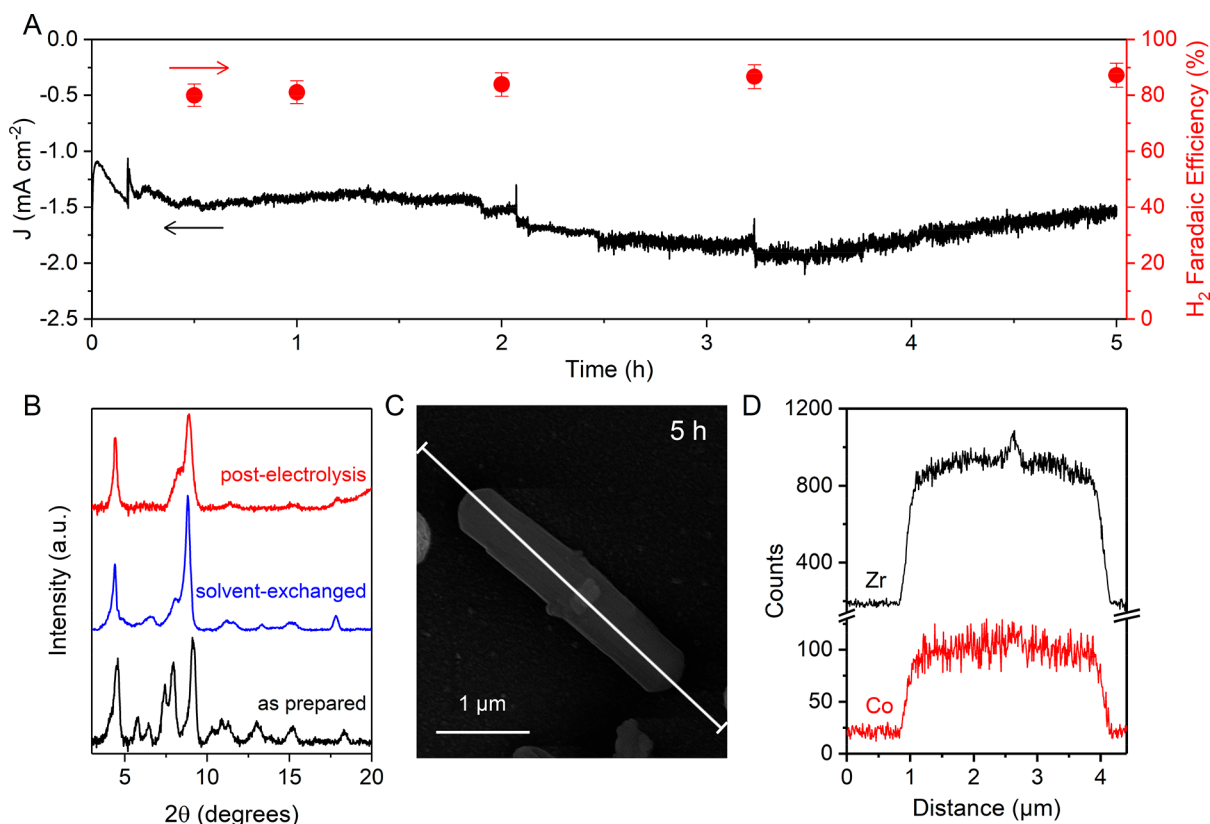 A
0.0
-0.5
-1.0
-1.5
-2.0
-2.5
J (mA cm-2)
0
1
2
3
4
5
Time (h)
100
80
60
40
20
0
H2 Faradaic Efficiency (%)
B
post-electrolysis
solvent-exchanged
as prepared
Intensity (a.u.)
5
10
15
20
2θ (degrees)
C
5 h
1 µm
D
1200
800
400
100
50
0
Counts
Zr
Co
0
1
2
3
4
Distance (µm)